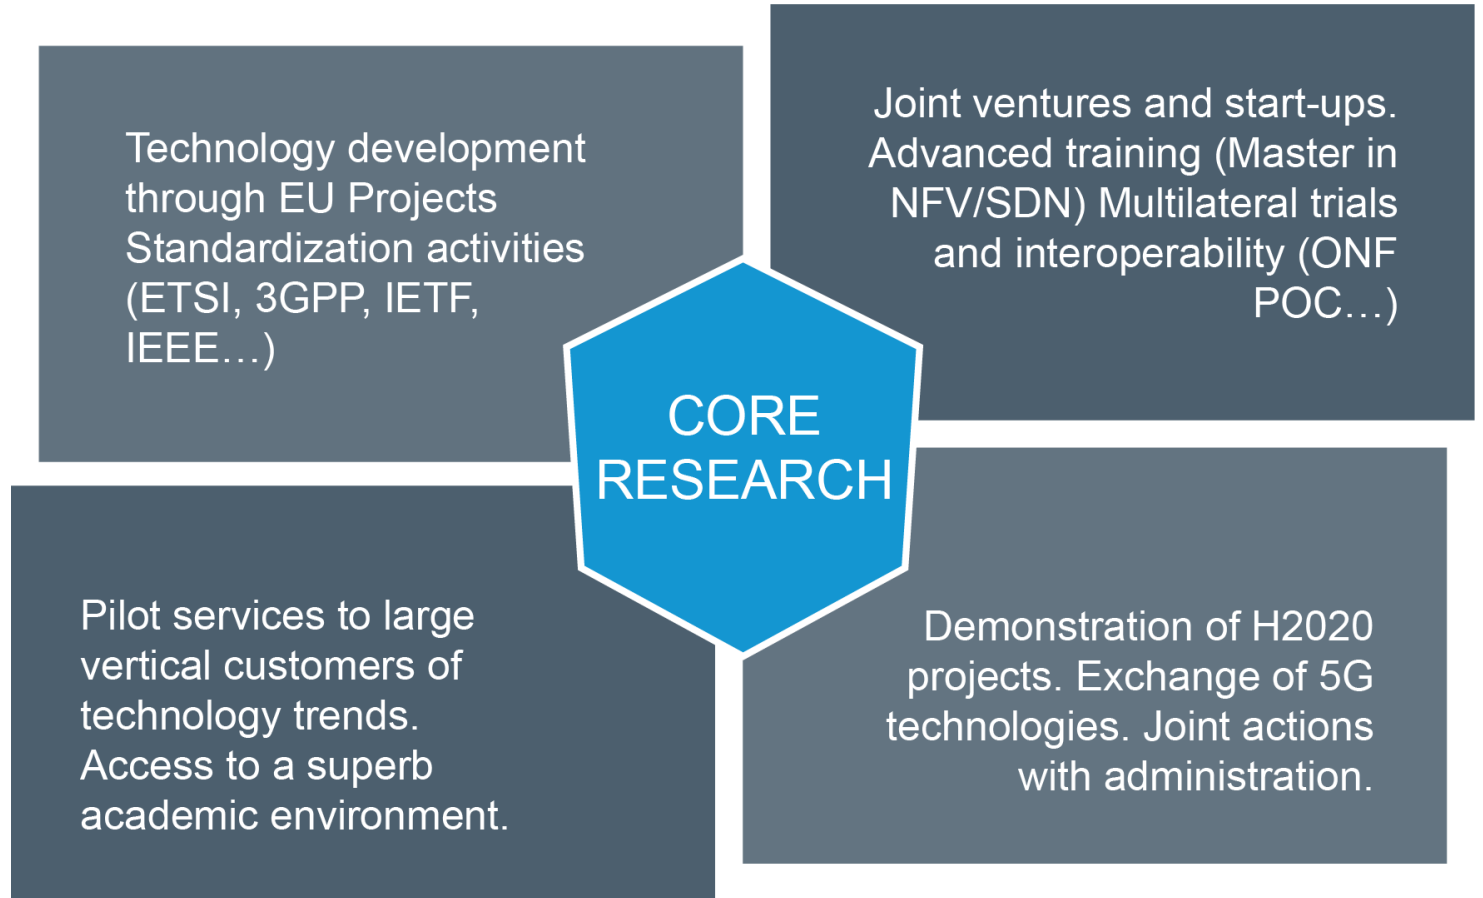 Technology development
through EU Projects
Standardization activities
(ETSI, 3GPP, IETF,
IEEE…)
Joint ventures and start-ups.
Advanced training (Master in
NFV/SDN) Multilateral trials
and interoperability (ONF
POC…)
CORE
RESEARCH
Pilot services to large
vertical customers of
technology trends.
Access to a superb
academic environment.
Demonstration of H2020
projects. Exchange of 5G
technologies. Joint actions
with administration.